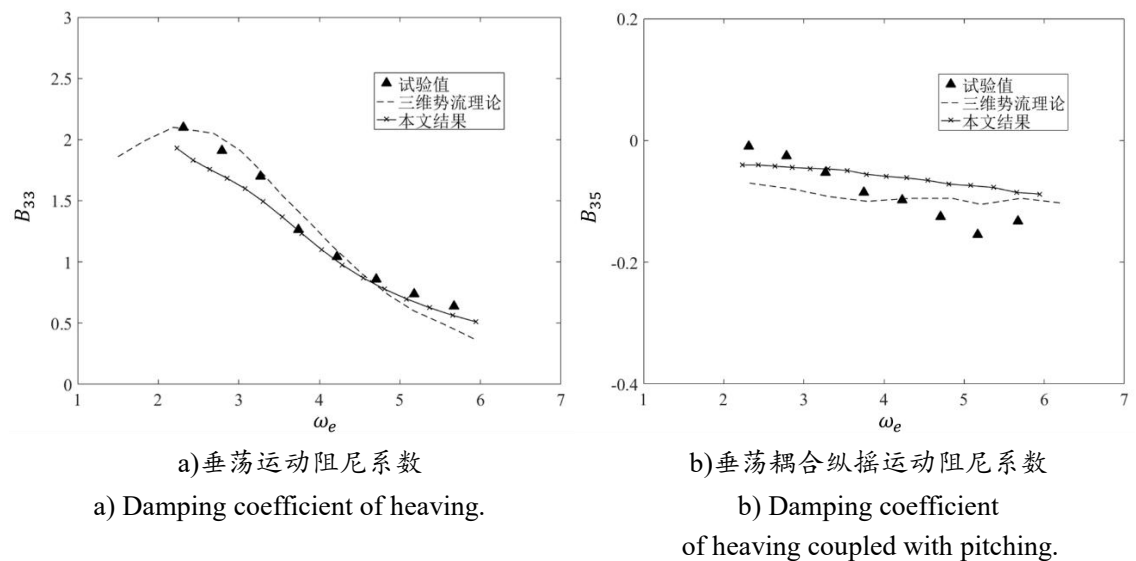 3
2.5
2
1.5
1
0.5
0
B₃₃
试验值
三维势流理论
本文结果
1 2 3 4 5 6 7
ωₑ
a)垂荡运动阻尼系数
a) Damping coefficient of heaving.
0.2
0
-0.2
-0.4
B₃₅
试验值
三维势流理论
本文结果
1 2 3 4 5 6 7
ωₑ
b)垂荡耦合纵摇运动阻尼系数
b) Damping coefficient
of heaving coupled with pitching.